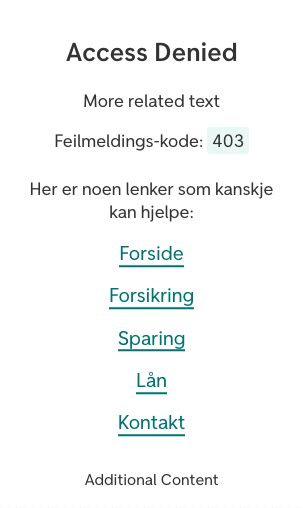 Access Denied
More related text
Feilmeldings-kode: 403
Her er noen lenker som kanskje
kan hjelpe:
Forside
Forsikring
Sparing
Lån
Kontakt
Additional Content